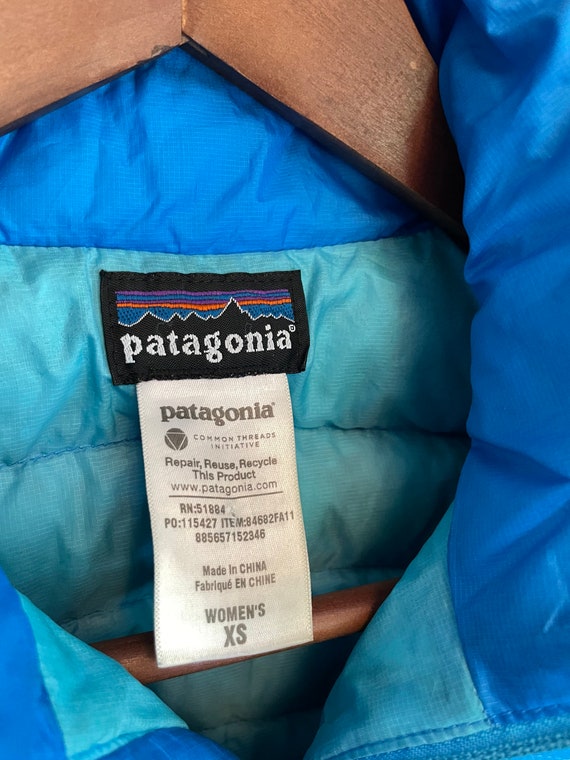 patagonia®
patagonia®
COMMON THREADS
INITIATIVE
Repair, Reuse, Recycle
This Product
www.patagonia.com
RN:51884
PO:115427 ITEM:84682FA11
885657152346
Made in CHINA
Fabriqué EN CHINE
WOMEN'S
XS